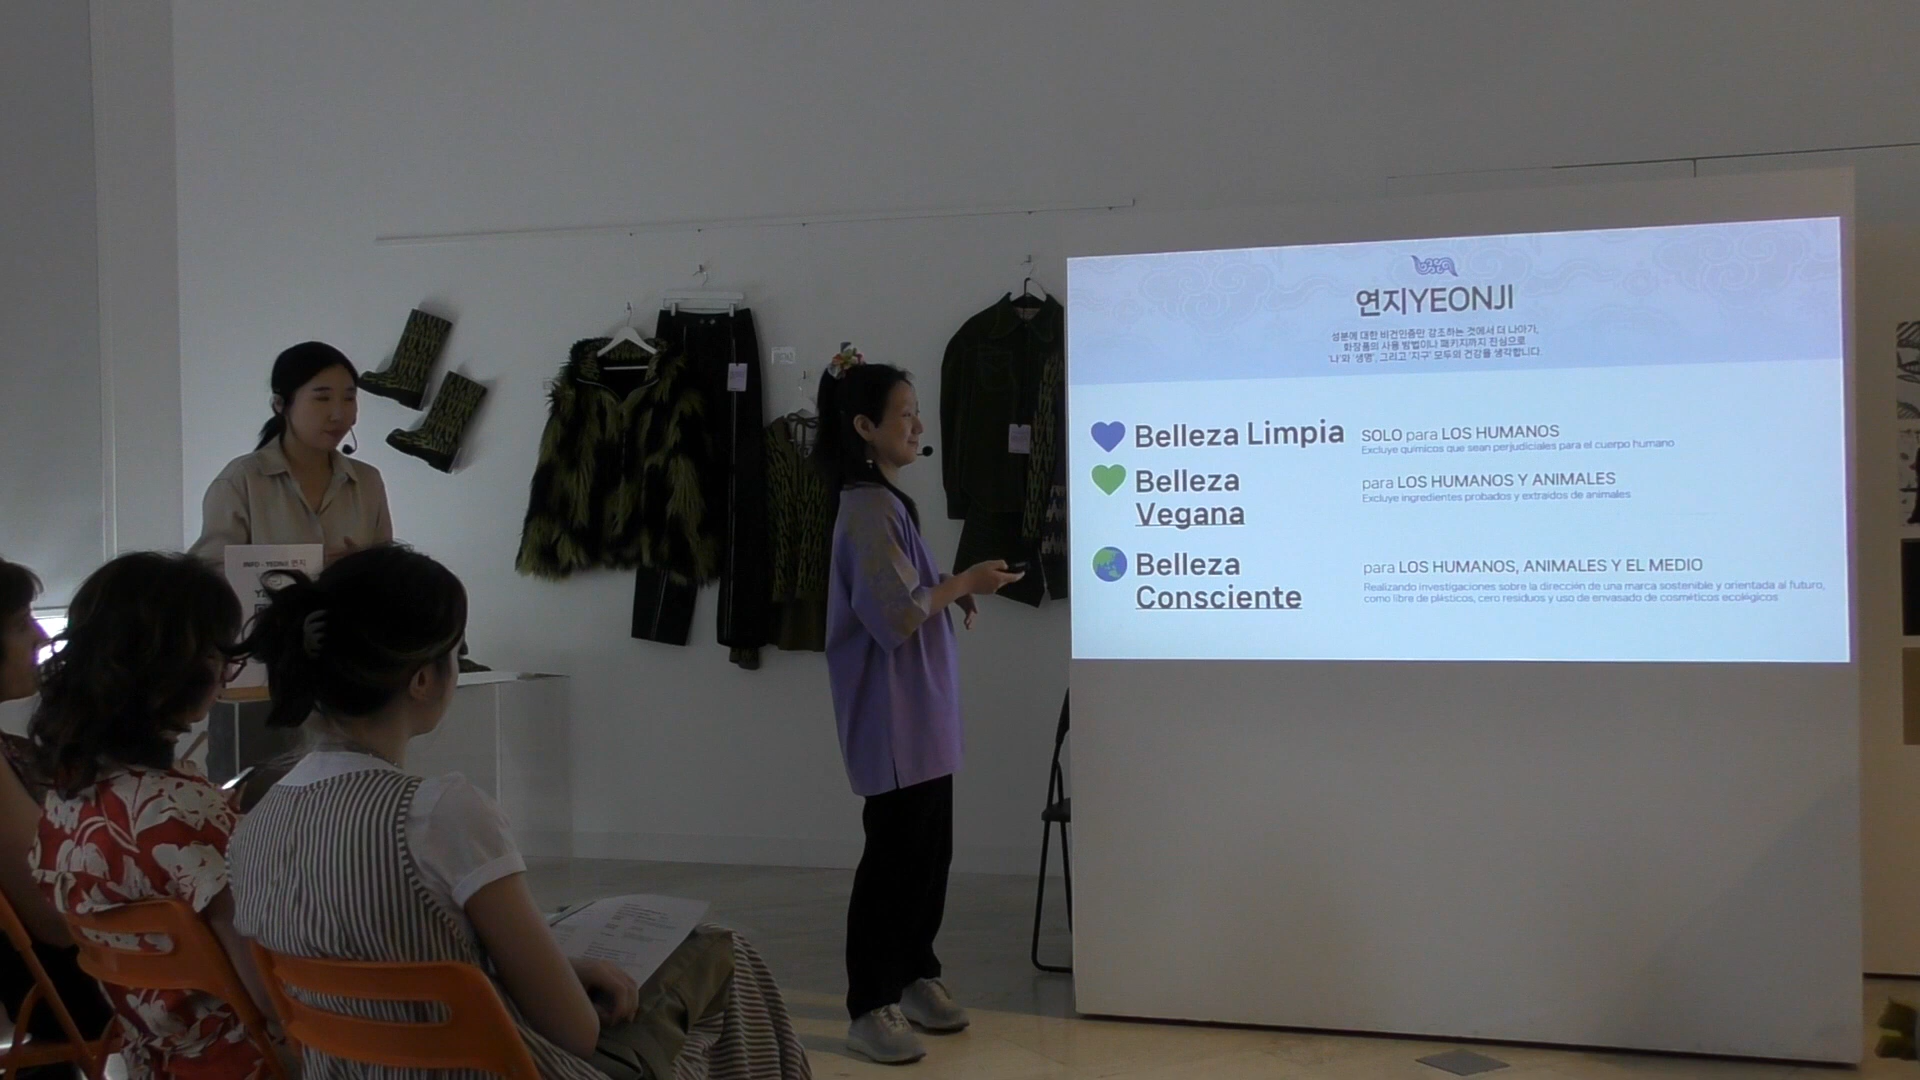 연지YEONJI
성분에 대한 비건인증만 강조하는 것에서 더 나아가,
화장품의 사용 방법이나 패키지까지 진심으로
'나'와 '생명', 그리고 '지구' 모두의 건강을 생각합니다.
Belleza Limpia
SOLO para LOS HUMANOS
Excluye químicos que sean perjudiciales para el cuerpo humano
Belleza
Vegana
para LOS HUMANOS Y ANIMALES
Excluye ingredientes probados y extraídos de animales
Belleza
Consciente
para LOS HUMANOS, ANIMALES Y EL MEDIO
Realizando investigaciones sobre la dirección de una marca sostenible y orientada al futuro,
como libre de plásticos, cero residuos y uso de envasado de cosméticos ecológicos
INFO - YEONJI 연지